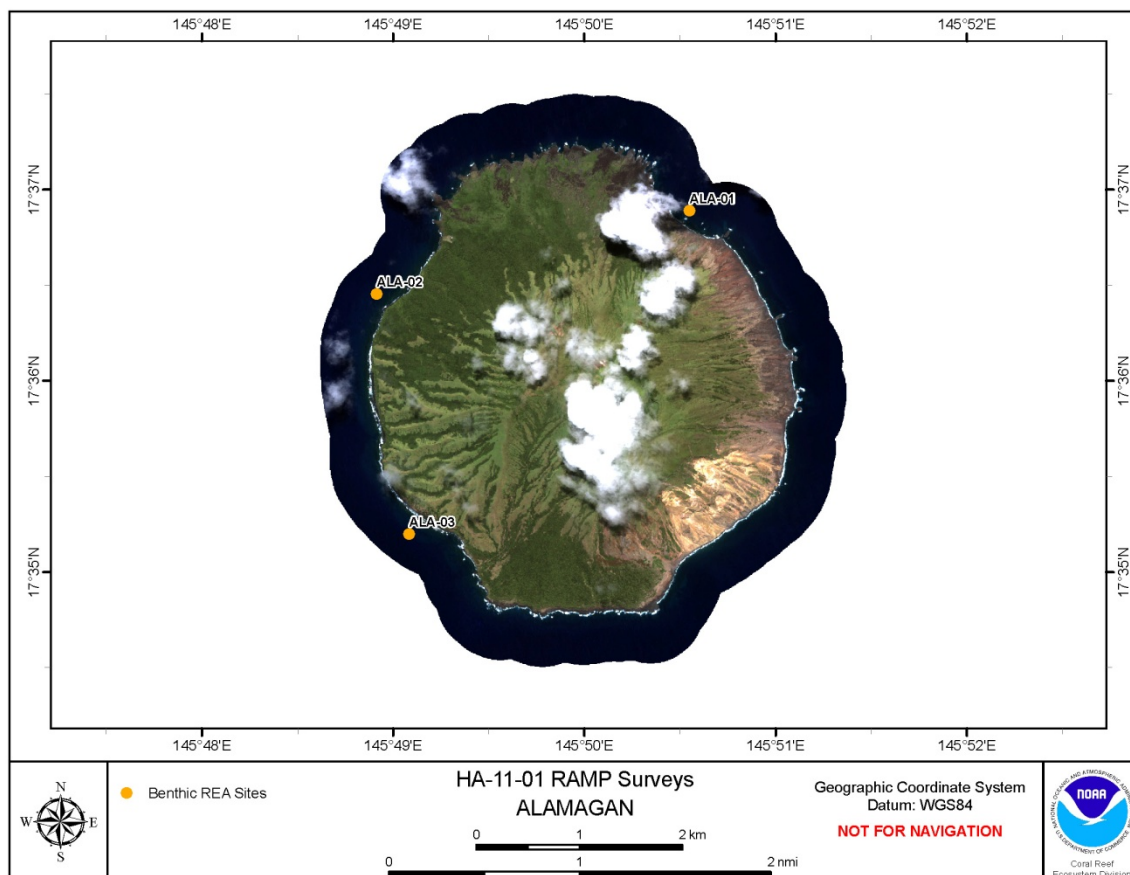 145°48'E 145°49'E 145°50'E 145°51'E 145°52'E
17°37'N 17°37'N
ALA-01
ALA-02
17°36'N 17°36'N
ALA-03
17°35'N 17°35'N
145°48'E 145°49'E 145°50'E 145°51'E 145°52'E
N
W E
S
Benthic REA Sites
HA-11-01 RAMP Surveys
ALAMAGAN
0 1 2 km
0 1 2 nmi
Geographic Coordinate System
Datum: WGS84
NOT FOR NAVIGATION
NOAA
Coral Reef
Ecosystem Division